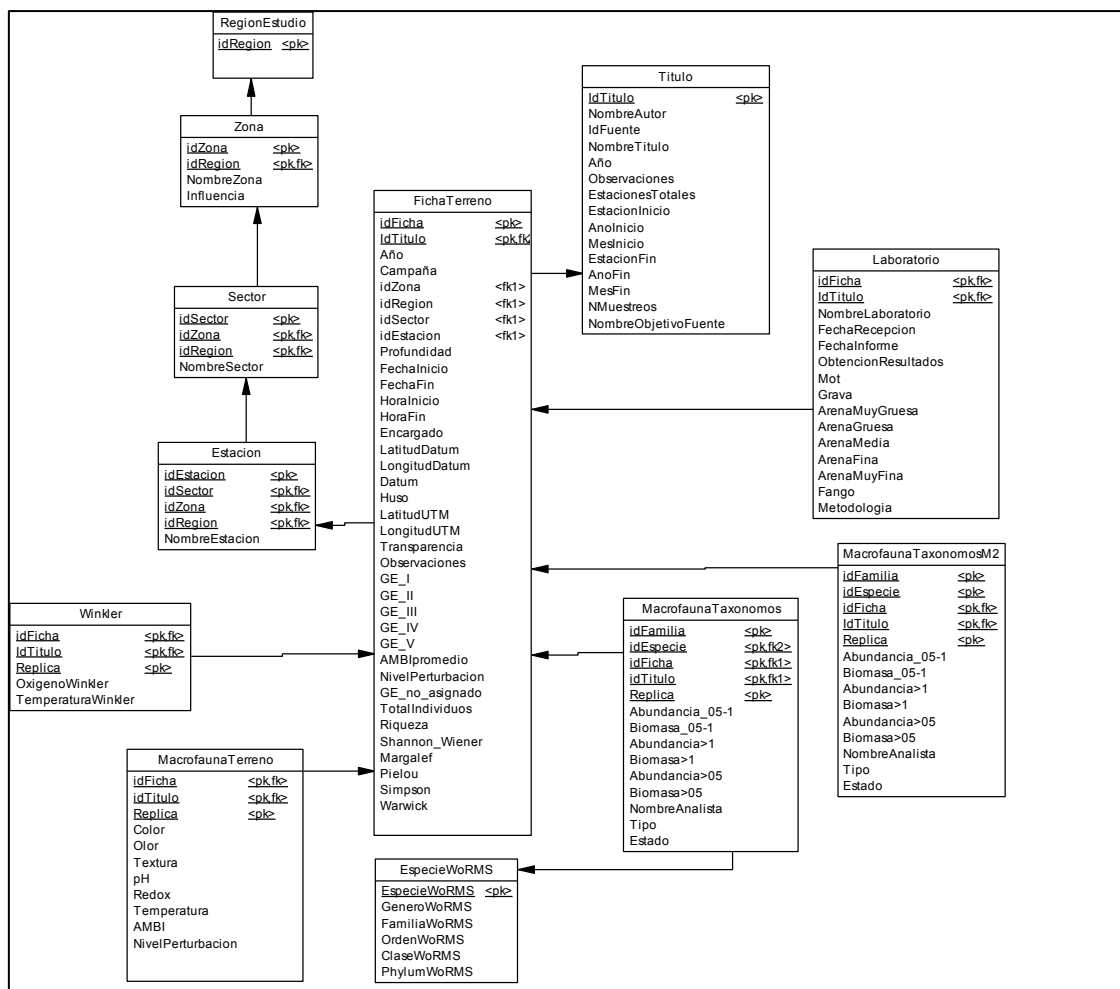 RegionEstudio
idRegion <pk>
Zona
idZona <pk>
idRegion <pk,fk>
NombreZona
Influencia
Sector
idSector <pk>
idZona <pk,fk>
idRegion <pk,fk>
NombreSector
Estacion
idEstacion <pk>
idSector <pk,fk>
idZona <pk,fk>
idRegion <pk,fk>
NombreEstacion
Winkler
idFicha <pk,fk>
IdTitulo <pk,fk>
Replica <pk>
OxigenoWinkler
TemperaturaWinkler
MacrofaunaTerreno
idFicha <pk,fk>
idTitulo <pk,fk>
Replica <pk>
Color
Olor
Textura
pH
Redox
Temperatura
AMBI
NivelPerturbacion
FichaTerreno
idFicha <pk>
IdTitulo <pk,fk2
Año
Campaña
idZona <fk1>
idRegion <fk1>
idSector <fk1>
idEstacion <fk1>
Profundidad
FechaInicio
FechaFin
HoraInicio
HoraFin
Encargado
LatitudDatum
LongitudDatum
Datum
Huso
LatitudUTM
LongitudUTM
Transparencia
Observaciones
GE_I
GE_II
GE_III
GE_IV
GE_V
AMBIpromedio
NivelPerturbacion
GE_no_asignado
TotalIndividuos
Riqueza
Shannon_Wiener
Margalef
Pielou
Simpson
Warwick
Titulo
IdTitulo <pk>
NombreAutor
IdFuente
NombreTitulo
Año
Observaciones
EstacionesTotales
EstacionInicio
AnoInicio
MesInicio
EstacionFin
AnoFin
MesFin
NMuestreos
NombreObjetivoFuente
Laboratorio
idFicha <pk,fk>
IdTitulo <pk,fk>
NombreLaboratorio
FechaRecepcion
FechaInforme
ObtencionResultados
Mot
Grava
ArenaMuyGruesa
ArenaGruesa
ArenaMedia
ArenaFina
ArenaMuyFina
Fango
Metodologia
MacrofaunaTaxonomosM2
idFamilia <pk>
idEspecie <pk>
idFicha <pk,fk>
IdTitulo <pk,fk>
Replica <pk>
Abundancia_05-1
Biomasa_05-1
Abundancia>1
Biomasa>1
Abundancia>05
Biomasa>05
NombreAnalista
Tipo
Estado
MacrofaunaTaxonomos
idFamilia <pk>
idEspecie <pk,fk2>
idFicha <pk,fk1>
idTitulo <pk,fk1>
Replica <pk>
Abundancia_05-1
Biomasa_05-1
Abundancia>1
Biomasa>1
Abundancia>05
Biomasa>05
NombreAnalista
Tipo
Estado
EspecieWoRMS
EspecieWoRMS <pk>
GeneroWoRMS
FamiliaWoRMS
OrdenWoRMS
ClaseWoRMS
PhylumWoRMS